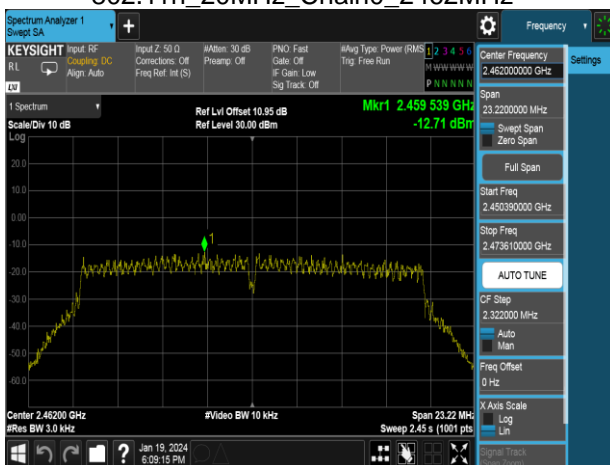 802.11n_20MHz_Chain0_2462MHz
Spectrum Analyzer 1
Swept SA
+
Frequency
KEYSIGHT
Input: RF
Input Z: 50 Ω
#Atten: 30 dB
PNO: Fast
#Avg Type: Power (RMS
1 2 3 4 5 6
RL
Coupling: DC
Corrections: Off
Preamp: Off
Gate: Off
Trig: Free Run
M W W W W W
Align: Auto
Freq Ref: Int (S)
IF Gain: Low
Sig Track: Off
P N N N N N
LXI
1 Spectrum
Ref Lvl Offset 10.95 dB
Mkr1 2.459 539 GHz
Scale/Div 10 dB
Ref Level 30.00 dBm
-12.71 dBm
Log
20.0
10.0
0.00
-10.0
-20.0
-30.0
-40.0
-50.0
-60.0
1
Center 2.46200 GHz
#Video BW 10 kHz
Span 23.22 MHz
#Res BW 3.0 kHz
Sweep 2.45 s (1001 pts
Center Frequency
2.462000000 GHz
Settings
Span
23.2200000 MHz
Swept Span
Zero Span
Full Span
Start Freq
2.450390000 GHz
Stop Freq
2.473610000 GHz
AUTO TUNE
CF Step
2.322000 MHz
Auto
Man
Freq Offset
0 Hz
X Axis Scale
Log
Lin
Signal Track
(Span Zoom)
?
Jan 19, 2024
6:09:15 PM